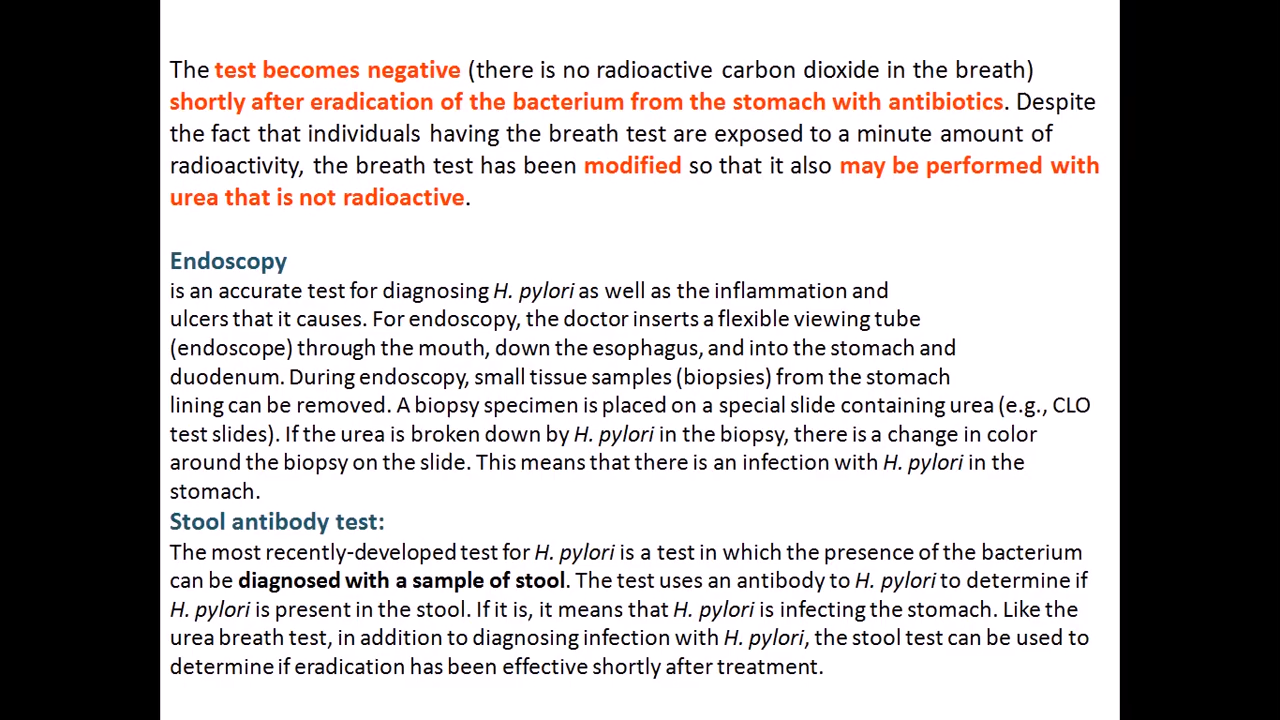 The test becomes negative (there is no radioactive carbon dioxide in the breath)
shortly after eradication of the bacterium from the stomach with antibiotics. Despite
the fact that individuals having the breath test are exposed to a minute amount of
radioactivity, the breath test has been modified so that it also may be performed with
urea that is not radioactive.
Endoscopy
is an accurate test for diagnosing H. pylori as well as the inflammation and
ulcers that it causes. For endoscopy, the doctor inserts a flexible viewing tube
(endoscope) through the mouth, down the esophagus, and into the stomach and
duodenum. During endoscopy, small tissue samples (biopsies) from the stomach
lining can be removed. A biopsy specimen is placed on a special slide containing urea (e.g., CLO
test slides). If the urea is broken down by H. pylori in the biopsy, there is a change in color
around the biopsy on the slide. This means that there is an infection with H. pylori in the
stomach.
Stool antibody test:
The most recently-developed test for H. pylori is a test in which the presence of the bacterium
can be diagnosed with a sample of stool. The test uses an antibody to H. pylori to determine if
H. pylori is present in the stool. If it is, it means that H. pylori is infecting the stomach. Like the
urea breath test, in addition to diagnosing infection with H. pylori, the stool test can be used to
determine if eradication has been effective shortly after treatment.